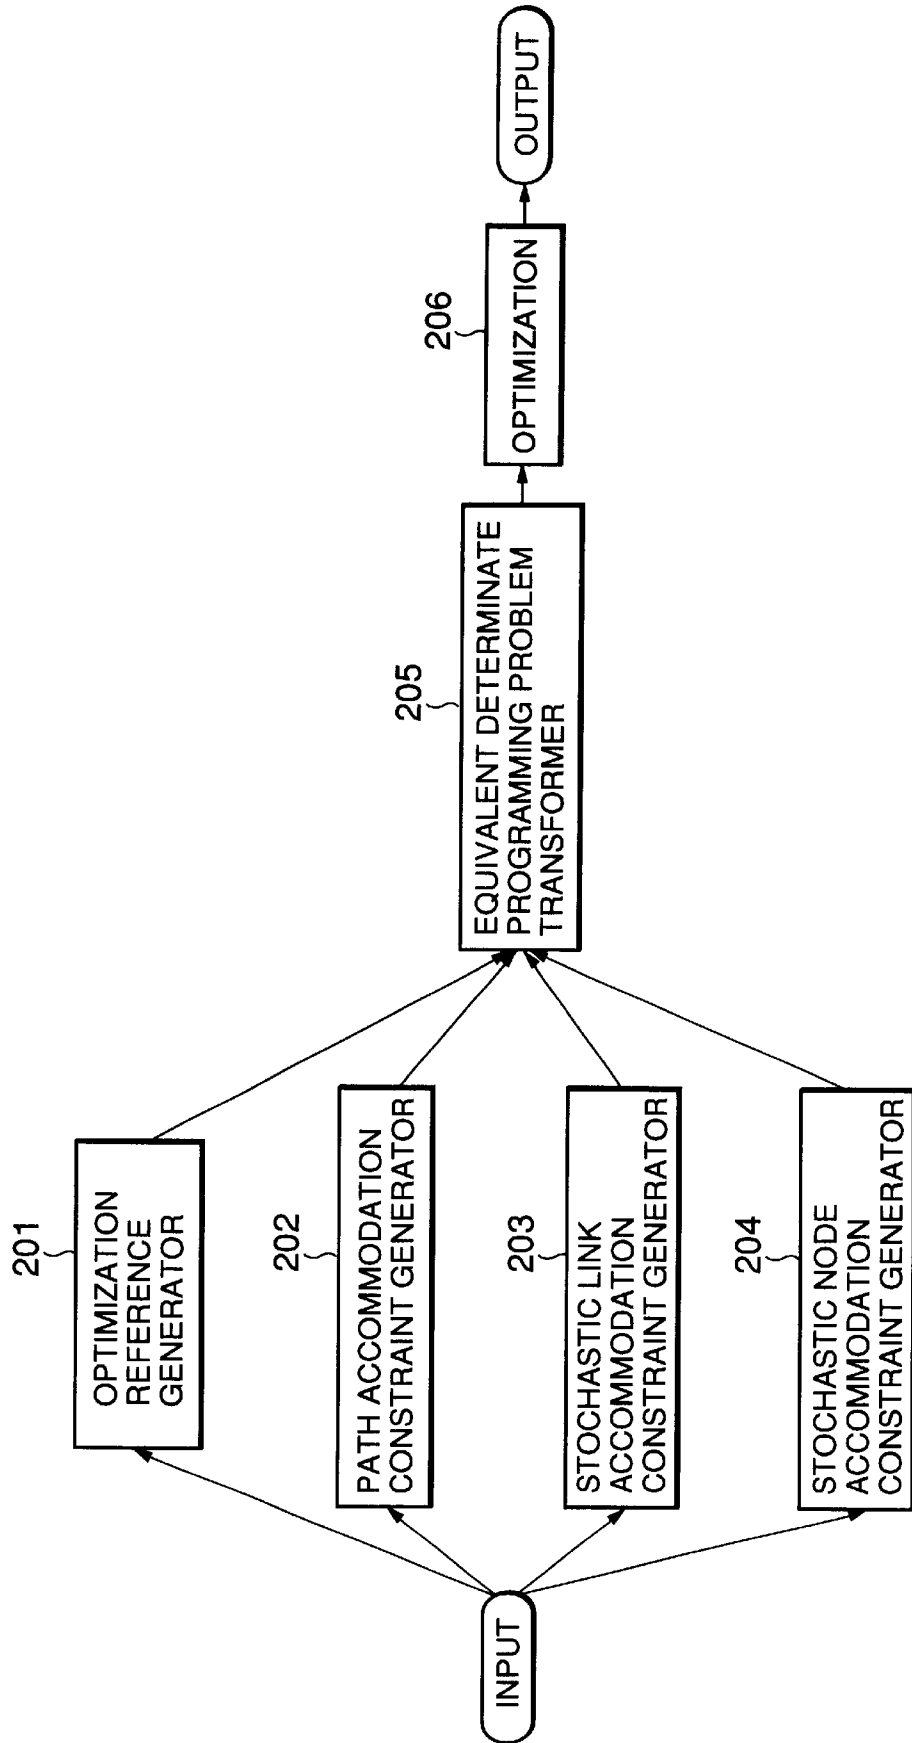 INPUT
201
OPTIMIZATION
REFERENCE
GENERATOR
202
PATH ACCOMMODATION
CONSTRAINT GENERATOR
203
STOCHASTIC LINK
ACCOMMODATION
CONSTRAINT GENERATOR
204
STOCHASTIC NODE
ACCOMMODATION
CONSTRAINT GENERATOR
205
EQUIVALENT DETERMINATE
PROGRAMMING PROBLEM
TRANSFORMER
206
OPTIMIZATION
OUTPUT